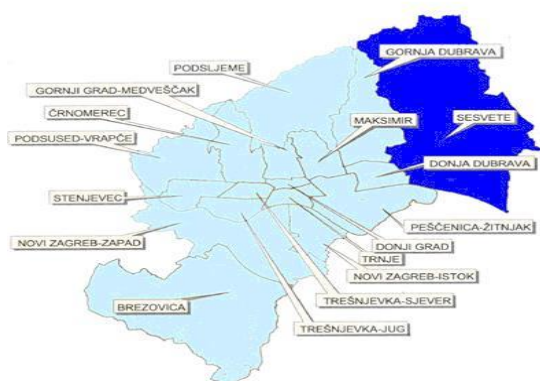 GORNJA DUBRAVA
PODSLJEME
GORNJI GRAD-MEDVEŠČAK
ČRNOMEREC
MAKSIMIR
SESVETE
PODSUSED-VRAPČE
DONJA DUBRAVA
STENJEVEC
PEŠČENICA-ŽITNJAK
NOVI ZAGREB-ZAPAD
DONJI GRAD
TRNJE
NOVI ZAGREB-ISTOK
BREZOVICA
TREŠNJEVKA-SJEVER
TREŠNJEVKA-JUG